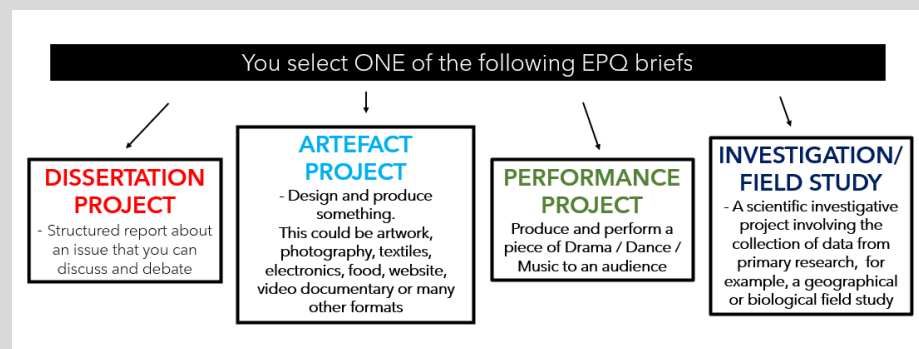 You select ONE of the following EPQ briefs
DISSERTATION
PROJECT
- Structured report about
an issue that you can
discuss and debate
ARTEFACT
PROJECT
- Design and produce
something.
This could be artwork,
photography, textiles,
electronics, food, website,
video documentary or many
other formats
PERFORMANCE
PROJECT
Produce and perform a
piece of Drama / Dance /
Music to an audience
INVESTIGATION/
FIELD STUDY
- A scientific investigative
project involving the
collection of data from
primary research, for
example, a geographical
or biological field study